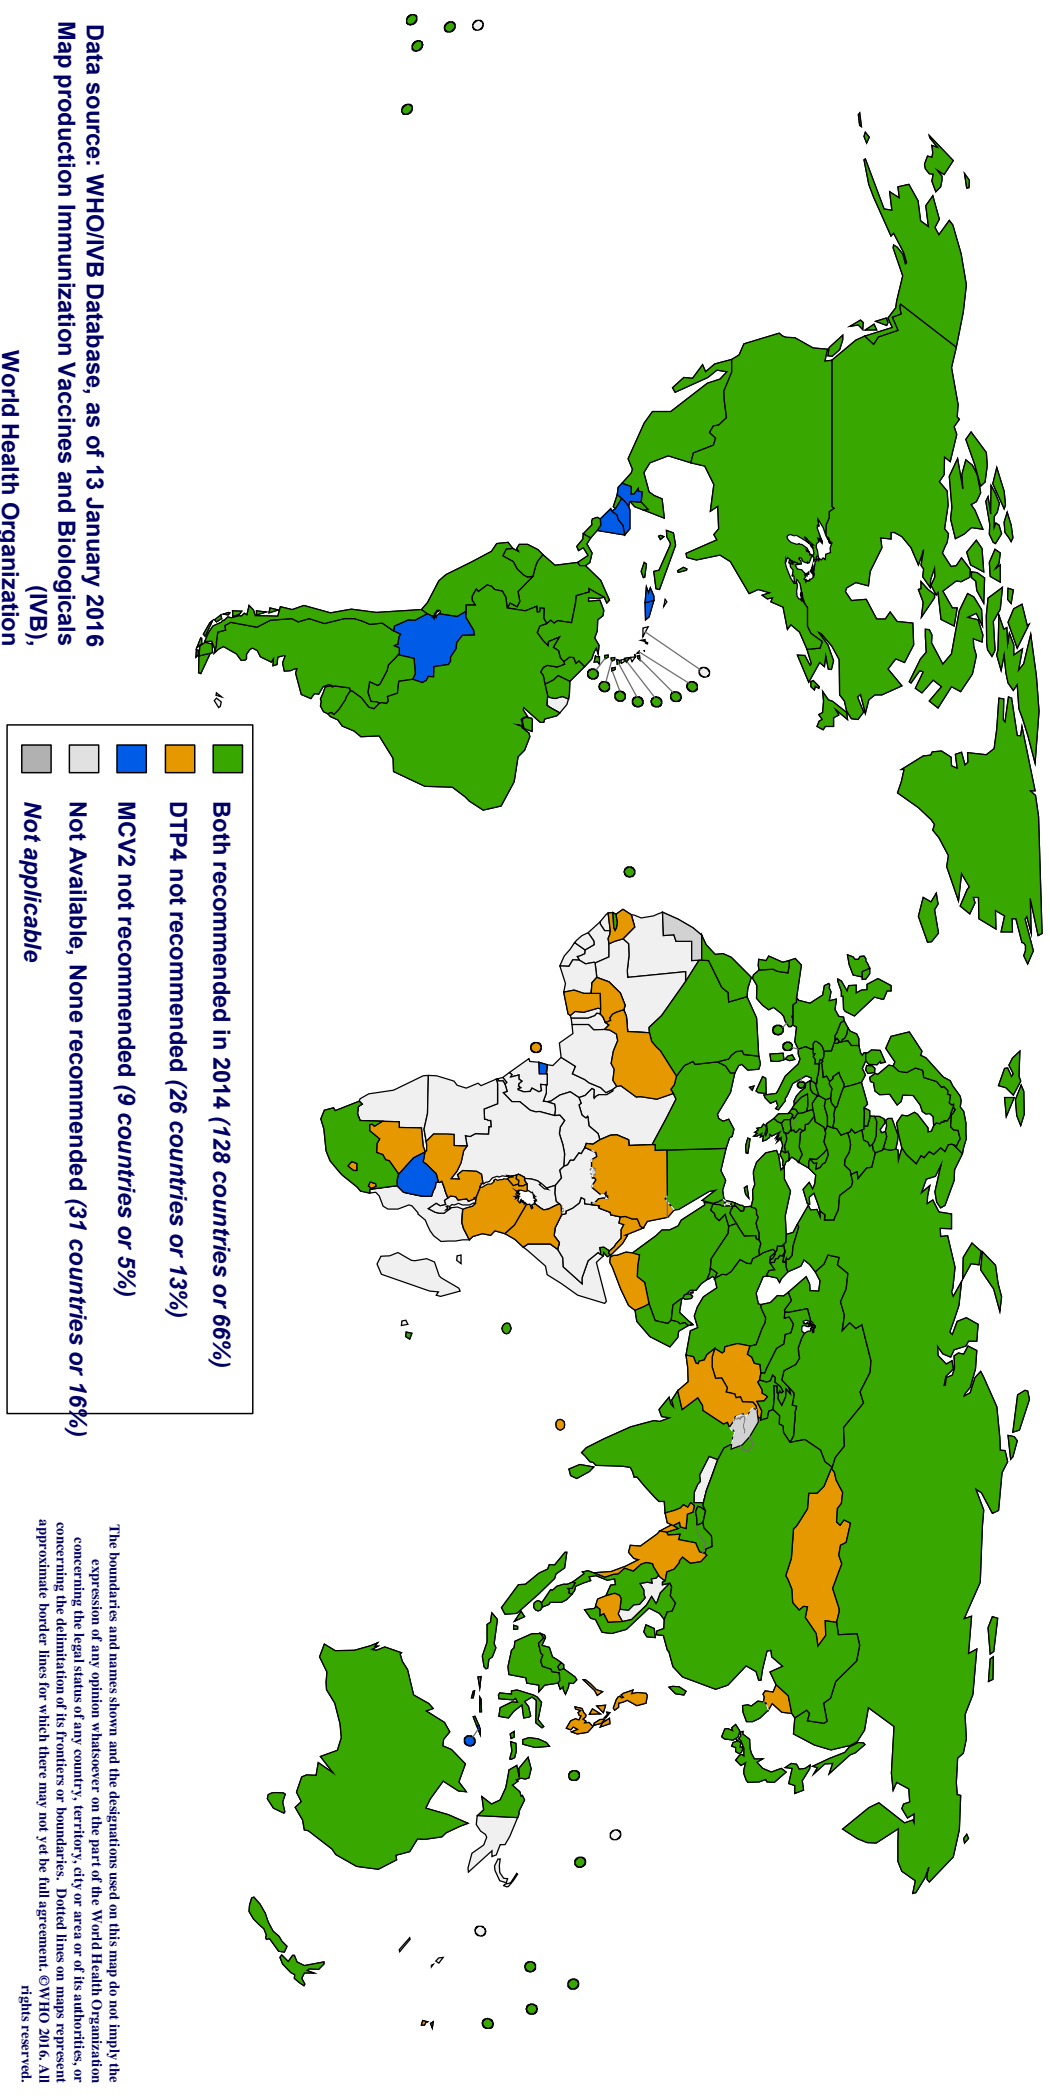 Data source: WHO/IVB Database, as of 13 January 2016
Map production Immunization Vaccines and Biologicals
(IVB),
World Health Organization
Both recommended in 2014 (128 countries or 66%)
DTP4 not recommended (26 countries or 13%)
MCV2 not recommended (9 countries or 5%)
Not Available, None recommended (31 countries or 16%)
Not applicable
The boundaries and names shown and the designations used on this map do not imply the
expression of any opinion whatsoever on the part of the World Health Organization
concerning the legal status of any country, territory, city or area or of its authorities, or
concerning the delimitation of its frontiers or boundaries. Dotted lines on maps represent
approximate border lines for which there may not yet be full agreement. ©WHO 2016. All
rights reserved.